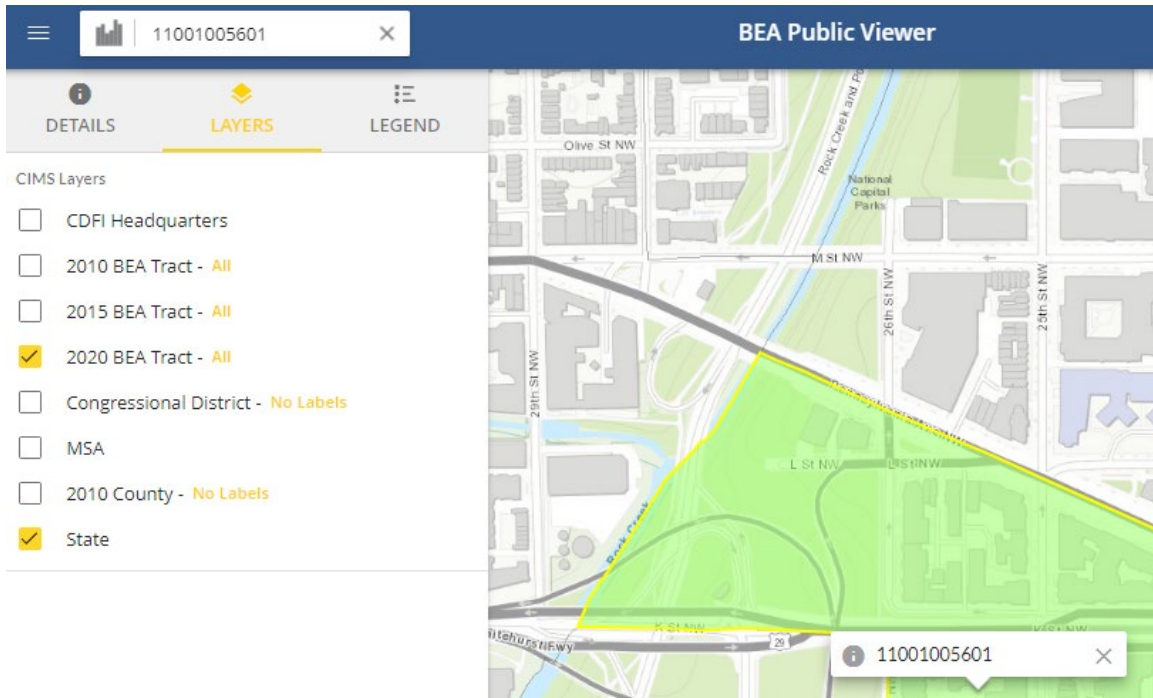 11001005601
BEA Public Viewer
DETAILS
LAYERS
LEGEND
CIMS Layers
CDFI Headquarters
2010 BEA Tract - All
2015 BEA Tract - All
2020 BEA Tract - All
Congressional District - No Labels
MSA
2010 County - No Labels
State
Olive St NW
Rock Creek and Po
National
Capital
Parks
M St NW
26th St NW
25th St NW
29th St NW
L St NW
L St NW
Rock Creek
K St NW
K St NW
itehurst Fwy
29
11001005601